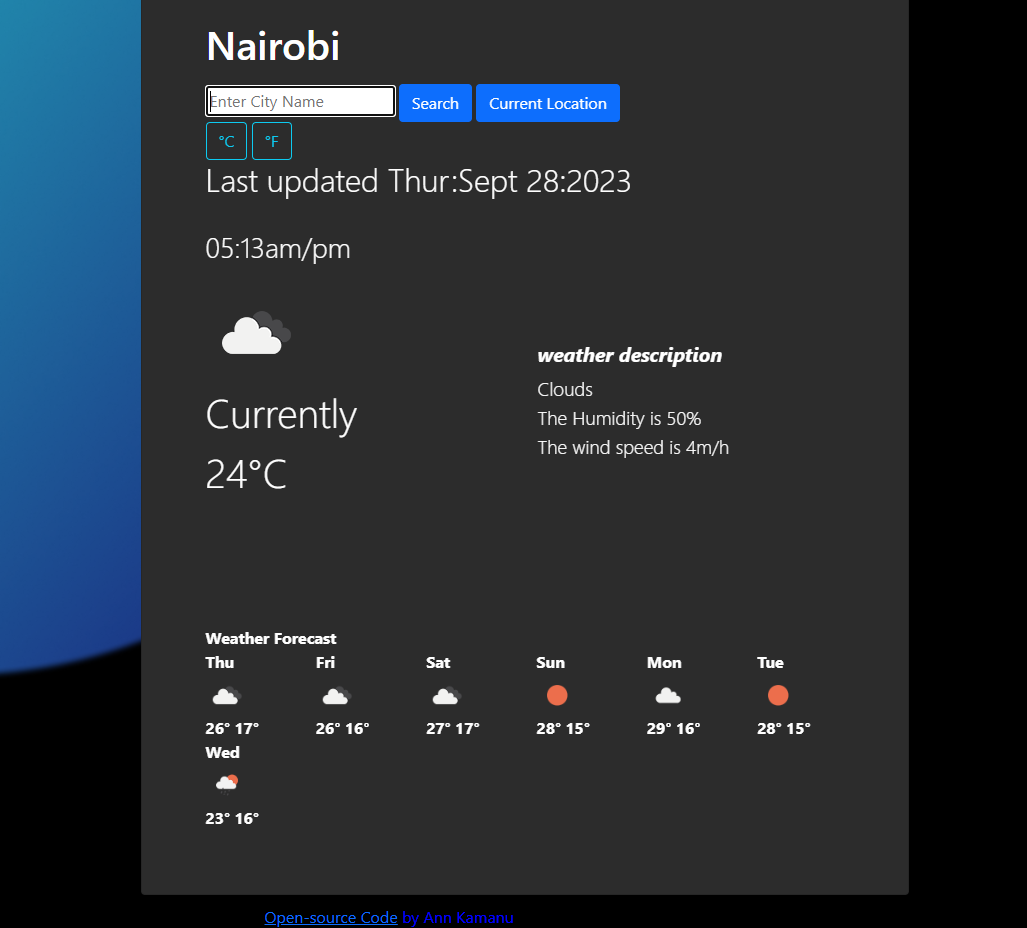 Nairobi
Enter City Name Search Current Location
°C °F
Last updated Thur:Sept 28:2023
05:13am/pm
weather description
Clouds
The Humidity is 50%
The wind speed is 4m/h
Currently
24°C
Weather Forecast
Thu Fri Sat Sun Mon Tue
26° 17° 26° 16° 27° 17° 28° 15° 29° 16° 28° 15°
Wed
23° 16°
Open-source Code by Ann Kamanu